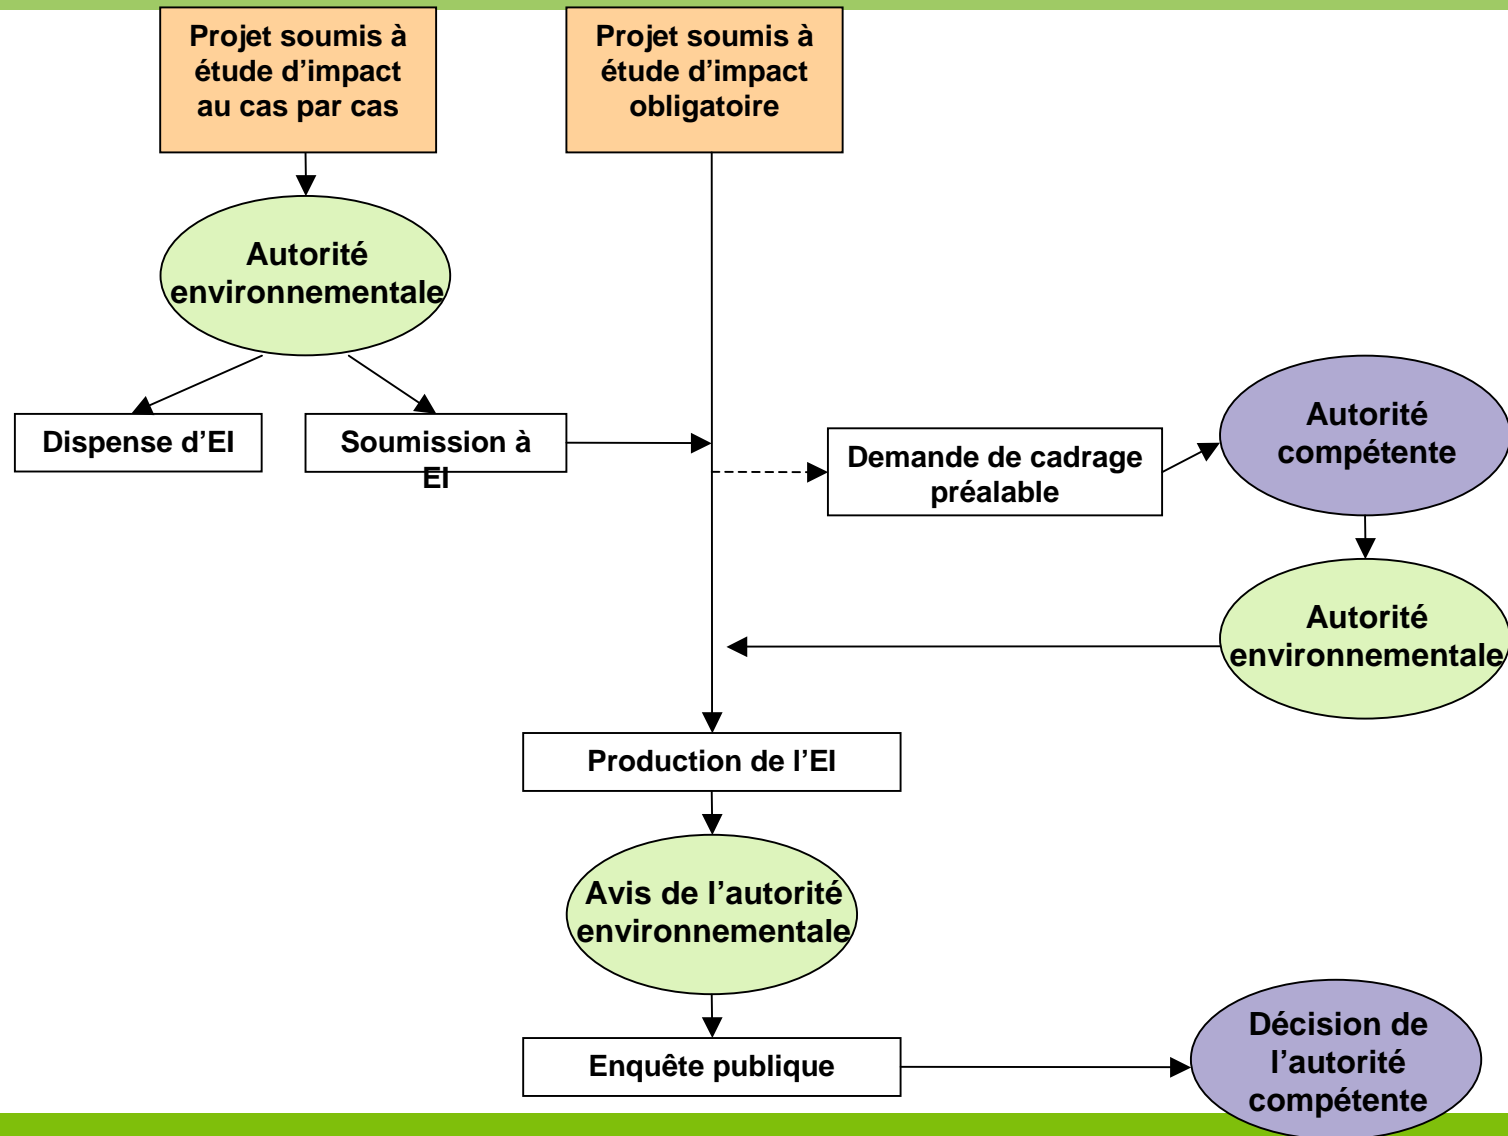 Projet soumis à
étude d’impact
au cas par cas
Projet soumis à
étude d’impact
obligatoire
Autorité
environnementale
Dispense d’EI
Soumission à
EI
Demande de cadrage
préalable
Autorité
compétente
Autorité
environnementale
Production de l’EI
Avis de l’autorité
environnementale
Enquête publique
Décision de
l’autorité
compétente